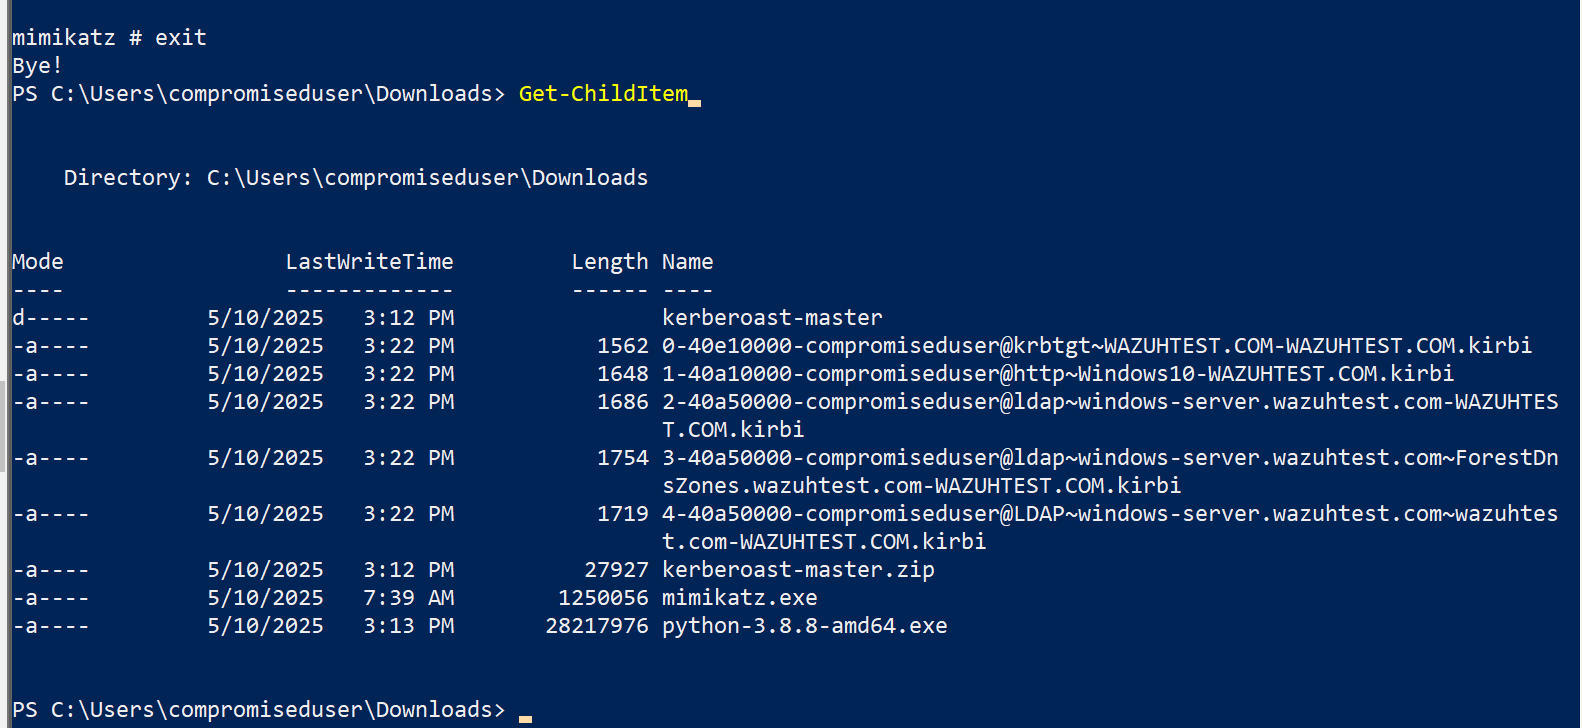 mimikatz # exit
Bye!
PS C:\Users\compromiseduser\Downloads> Get-ChildItem
Directory: C:\Users\compromiseduser\Downloads
Mode                 LastWriteTime         Length Name
----                 -------------         ------ ----
d-----         5/10/2025   3:12 PM                kerberoast-master
-a----         5/10/2025   3:22 PM           1562 0-40e10000-compromiseduser@krbtgt~WAZUHTEST.COM-WAZUHTEST.COM.kirbi
-a----         5/10/2025   3:22 PM           1648 1-40a10000-compromiseduser@http~Windows10-WAZUHTEST.COM.kirbi
-a----         5/10/2025   3:22 PM           1686 2-40a50000-compromiseduser@ldap~windows-server.wazuhtest.com-WAZUHTES
T.COM.kirbi
-a----         5/10/2025   3:22 PM           1754 3-40a50000-compromiseduser@ldap~windows-server.wazuhtest.com~ForestDn
sZones.wazuhtest.com-WAZUHTEST.COM.kirbi
-a----         5/10/2025   3:22 PM           1719 4-40a50000-compromiseduser@LDAP~windows-server.wazuhtest.com~wazuhtes
t.com-WAZUHTEST.COM.kirbi
-a----         5/10/2025   3:12 PM          27927 kerberoast-master.zip
-a----         5/10/2025   7:39 AM        1250056 mimikatz.exe
-a----         5/10/2025   3:13 PM       28217976 python-3.8.8-amd64.exe
PS C:\Users\compromiseduser\Downloads>